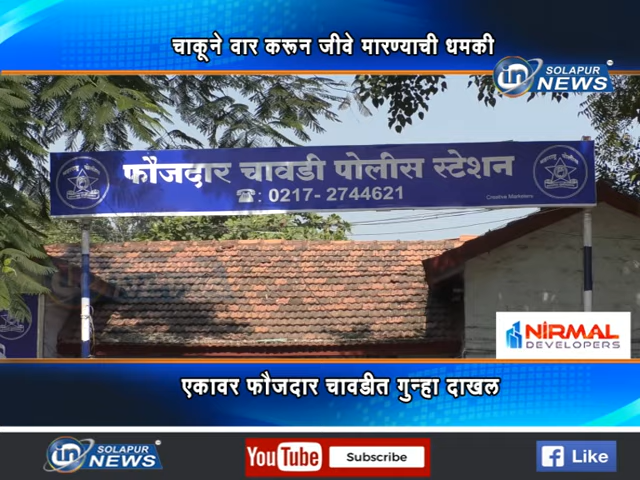 चाकूने वार करून जीवे मारण्याची धमकी
in SOLAPUR NEWS
फौजदार चावडी पोलीस स्टेशन
☎: 0217- 2744621
Creative Marketers
NEWS
NIRMAL
DEVELOPERS
एकावर फौजदार चावडीत गुन्हा दाखल
in SOLAPUR NEWS
YouTube Subscribe
f Like